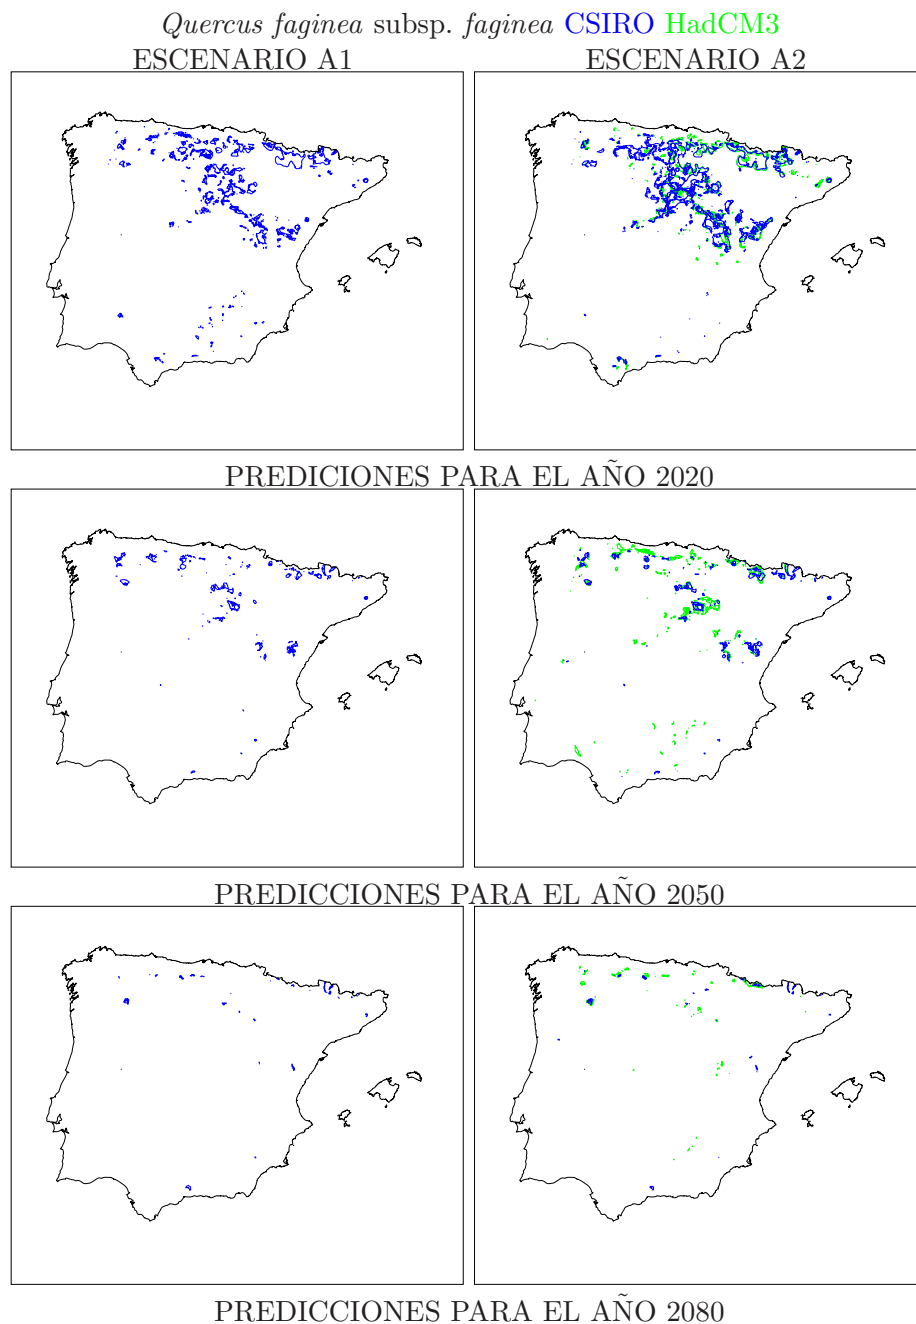 Quercus faginea subsp. faginea CSIRO HadCM3
ESCENARIO A1 ESCENARIO A2
PREDICIONES PARA EL AÑO 2020
PREDICCIONES PARA EL AÑO 2050
PREDICCIONES PARA EL AÑO 2080